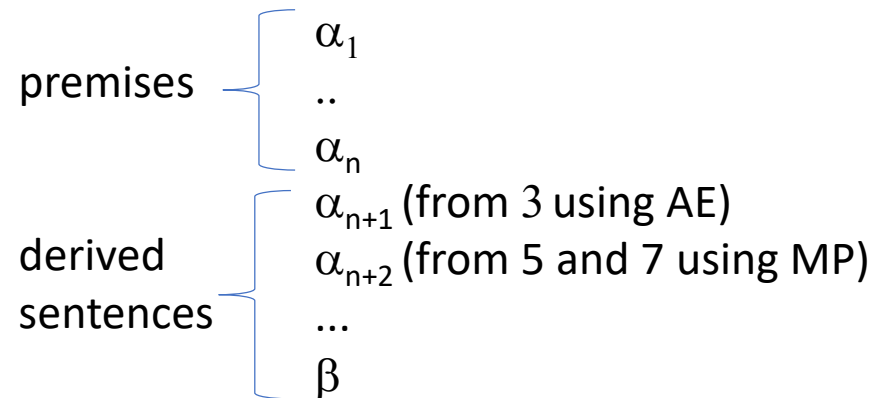 α₁
premises
..
αₙ
αₙ₊₁ (from 3 using AE)
derived
sentences
αₙ₊₂ (from 5 and 7 using MP)
...
β